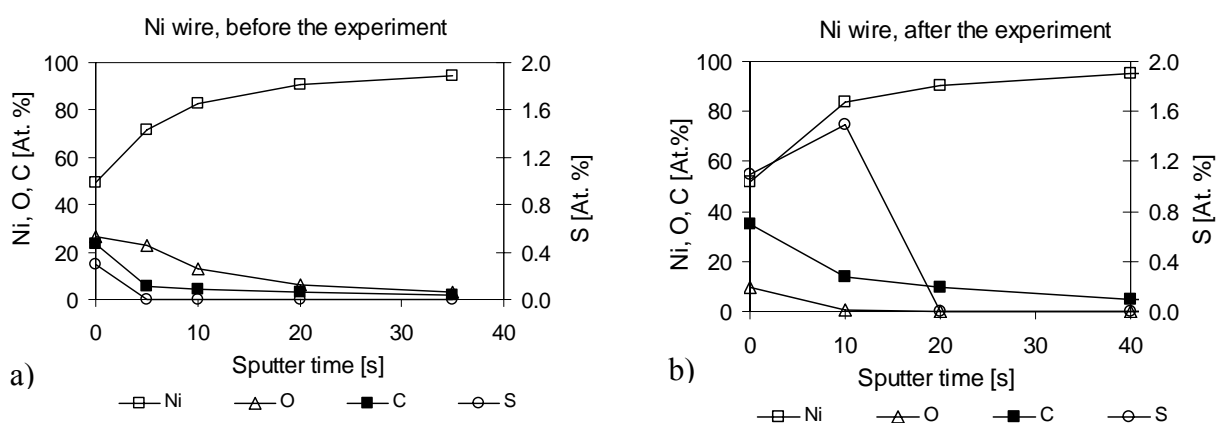 Ni wire, before the experiment
100
80
60
40
20
0
Ni, O, C [At. %]
2.0
1.6
1.2
0.8
0.4
0.0
S [At. %]
0 10 20 30 40
Sputter time [s]
a)
Ni O C S
Ni wire, after the experiment
100
80
60
40
20
0
Ni, O, C [At.%]
2.0
1.6
1.2
0.8
0.4
0.0
S [At. %]
0 10 20 30 40
Sputter time [s]
b)
Ni O C S